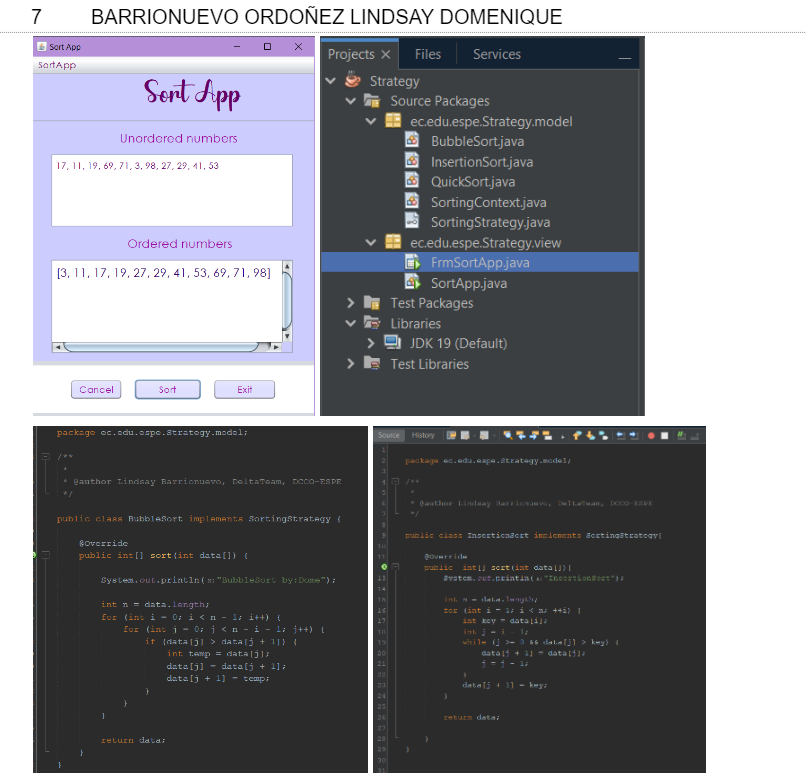 7 BARRIONUEVO ORDOÑEZ LINDSAY DOMENIQUE
Sort App
SortApp
Sort App
Unordered numbers
17, 11, 19, 69, 71, 3, 98, 27, 29, 41, 53
Ordered numbers
[3, 11, 17, 19, 27, 29, 41, 53, 69, 71, 98]
Cancel Sort Exit
Projects Files Services
Strategy
Source Packages
ec.edu.espe.Strategy.model
BubbleSort.java
InsertionSort.java
QuickSort.java
SortingContext.java
SortingStrategy.java
ec.edu.espe.Strategy.view
FrmSortApp.java
SortApp.java
Test Packages
Libraries
JDK 19 (Default)
Test Libraries
package ec.edu.espe.Strategy.model;
/**
*
* @author Lindsay Barrionuevo, DeltaTeam, DCCO-ESPE
*/
public class BubbleSort implements SortingStrategy {
@Override
public int[] sort(int data[]) {
System.out.println(x:"BubbleSort by:Dome");
int n = data.length;
for (int i = 0; i < n - 1; i++) {
for (int j = 0; j < n - i - 1; j++) {
if (data[j] > data[j + 1]) {
int temp = data[j];
data[j] = data[j + 1];
data[j + 1] = temp;
}
}
}
return data;
}
}
Source History
1
2 package ec.edu.espe.Strategy.model;
3
4 /**
5 *
6 * @author Lindsay Barrionuevo, DeltaTeam, DCCO-ESPE
7 */
8
9 public class InsertionSort implements SortingStrategy{
10
11 @Override
public int[] sort(int data[]){
13 System.out.println(x:"InsertionSort");
14
15 int n = data.length;
16 for (int i = 1; i < n; ++i) {
17 int key = data[i];
18 int j = i - 1;
19 while (j >= 0 && data[j] > key) {
20 data[j + 1] = data[j];
21 j = j - 1;
22 }
23 data[j + 1] = key;
24 }
25
26 return data;
27
28 }
29 }
30
31